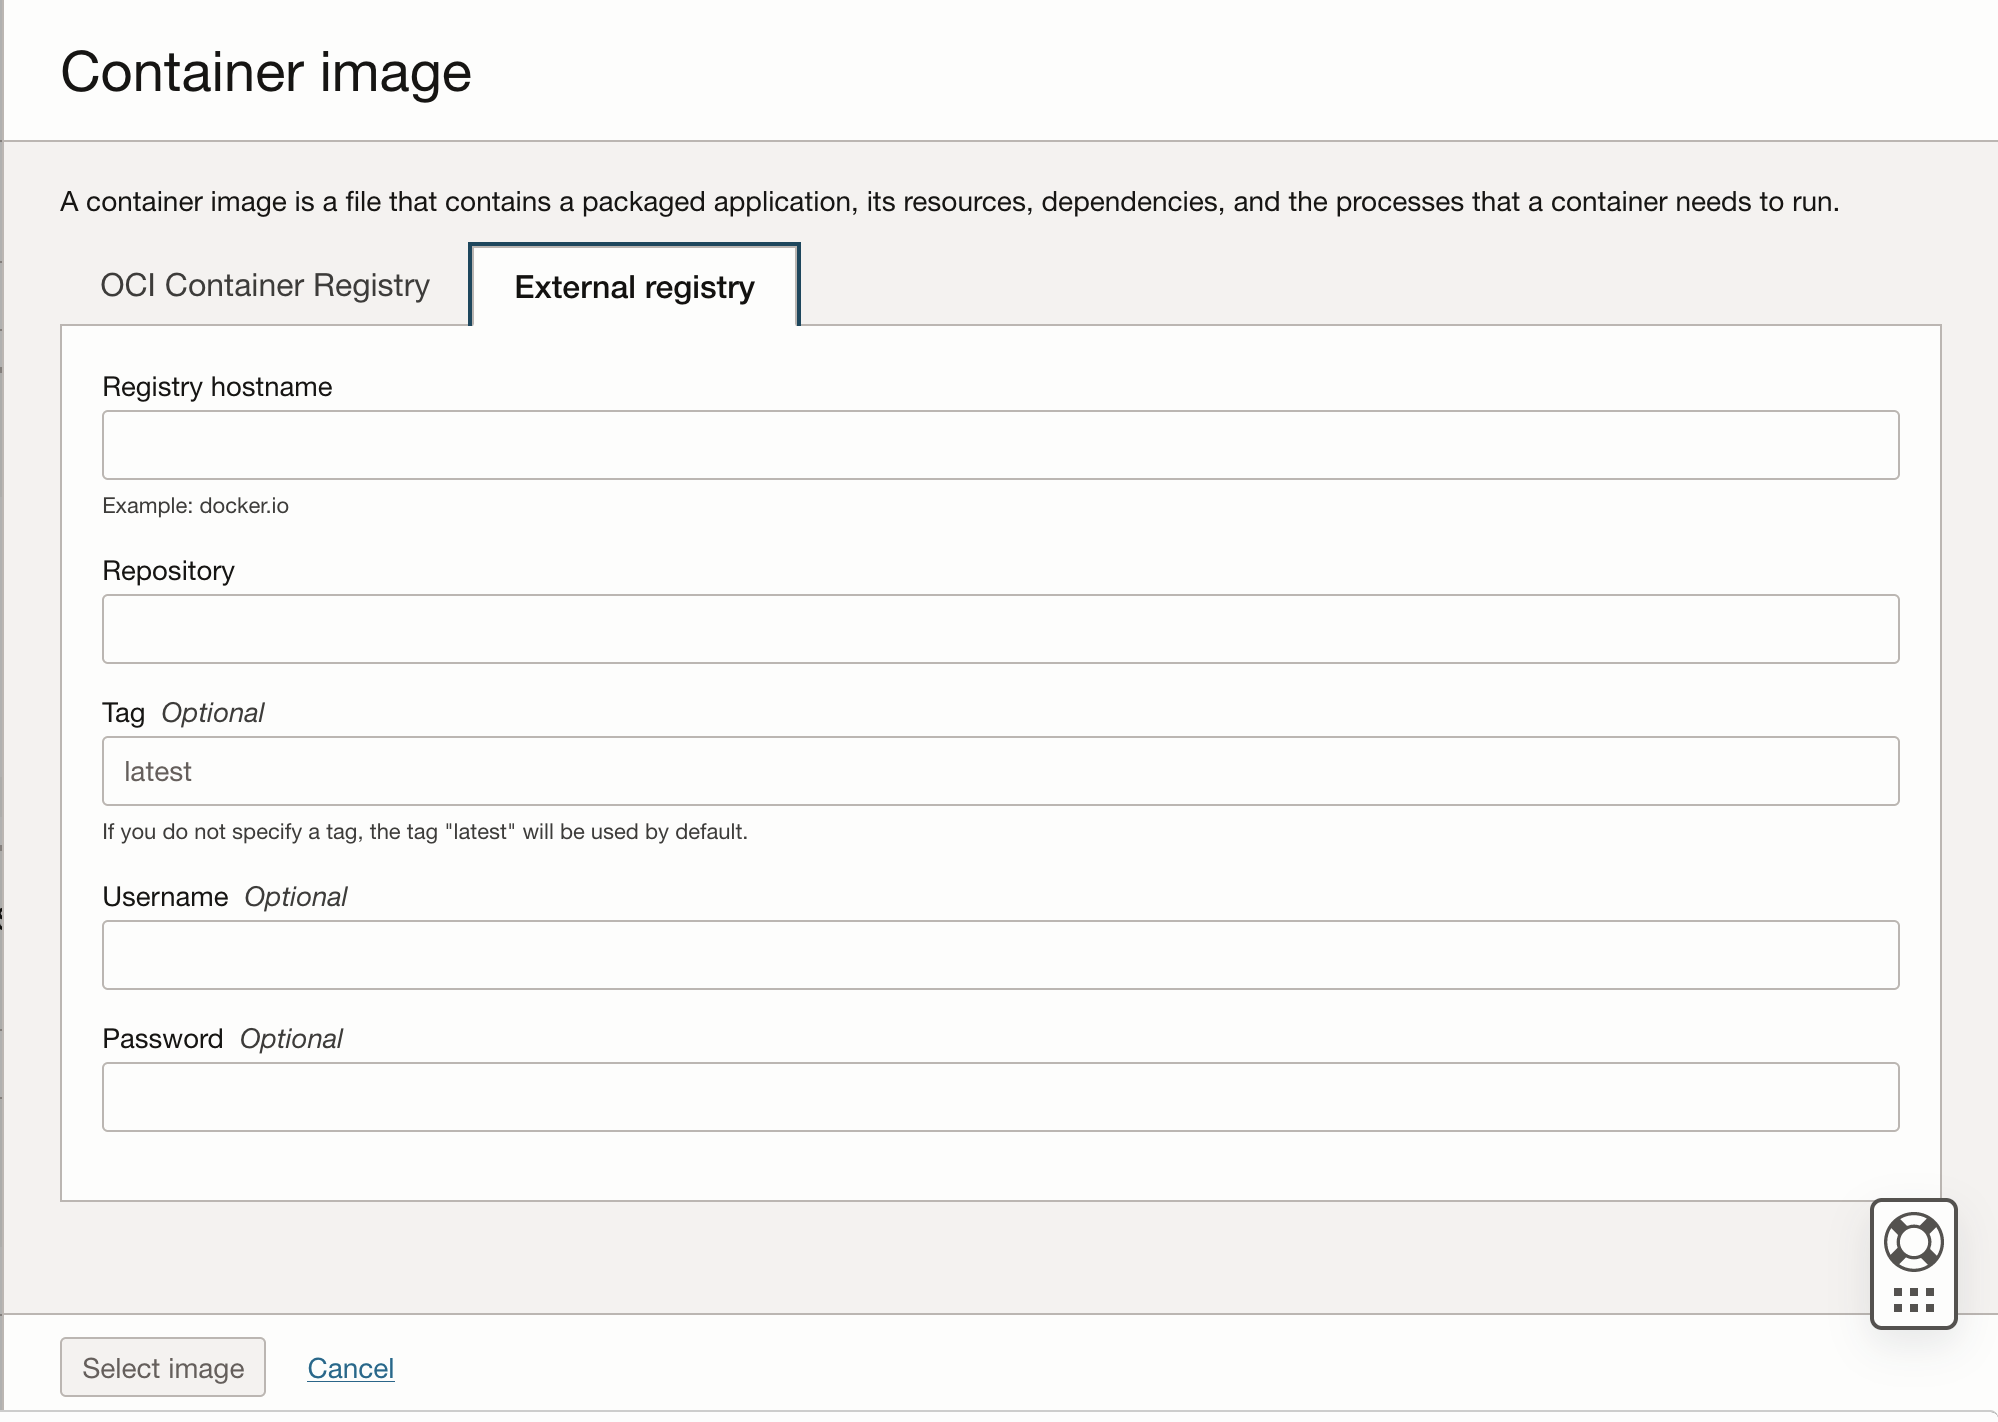 Container image
A container image is a file that contains a packaged application, its resources, dependencies, and the processes that a container needs to run.
OCI Container Registry
External registry
Registry hostname
Example: docker.io
Repository
Tag Optional
latest
If you do not specify a tag, the tag "latest" will be used by default.
Username Optional
Password Optional
Select image
Cancel